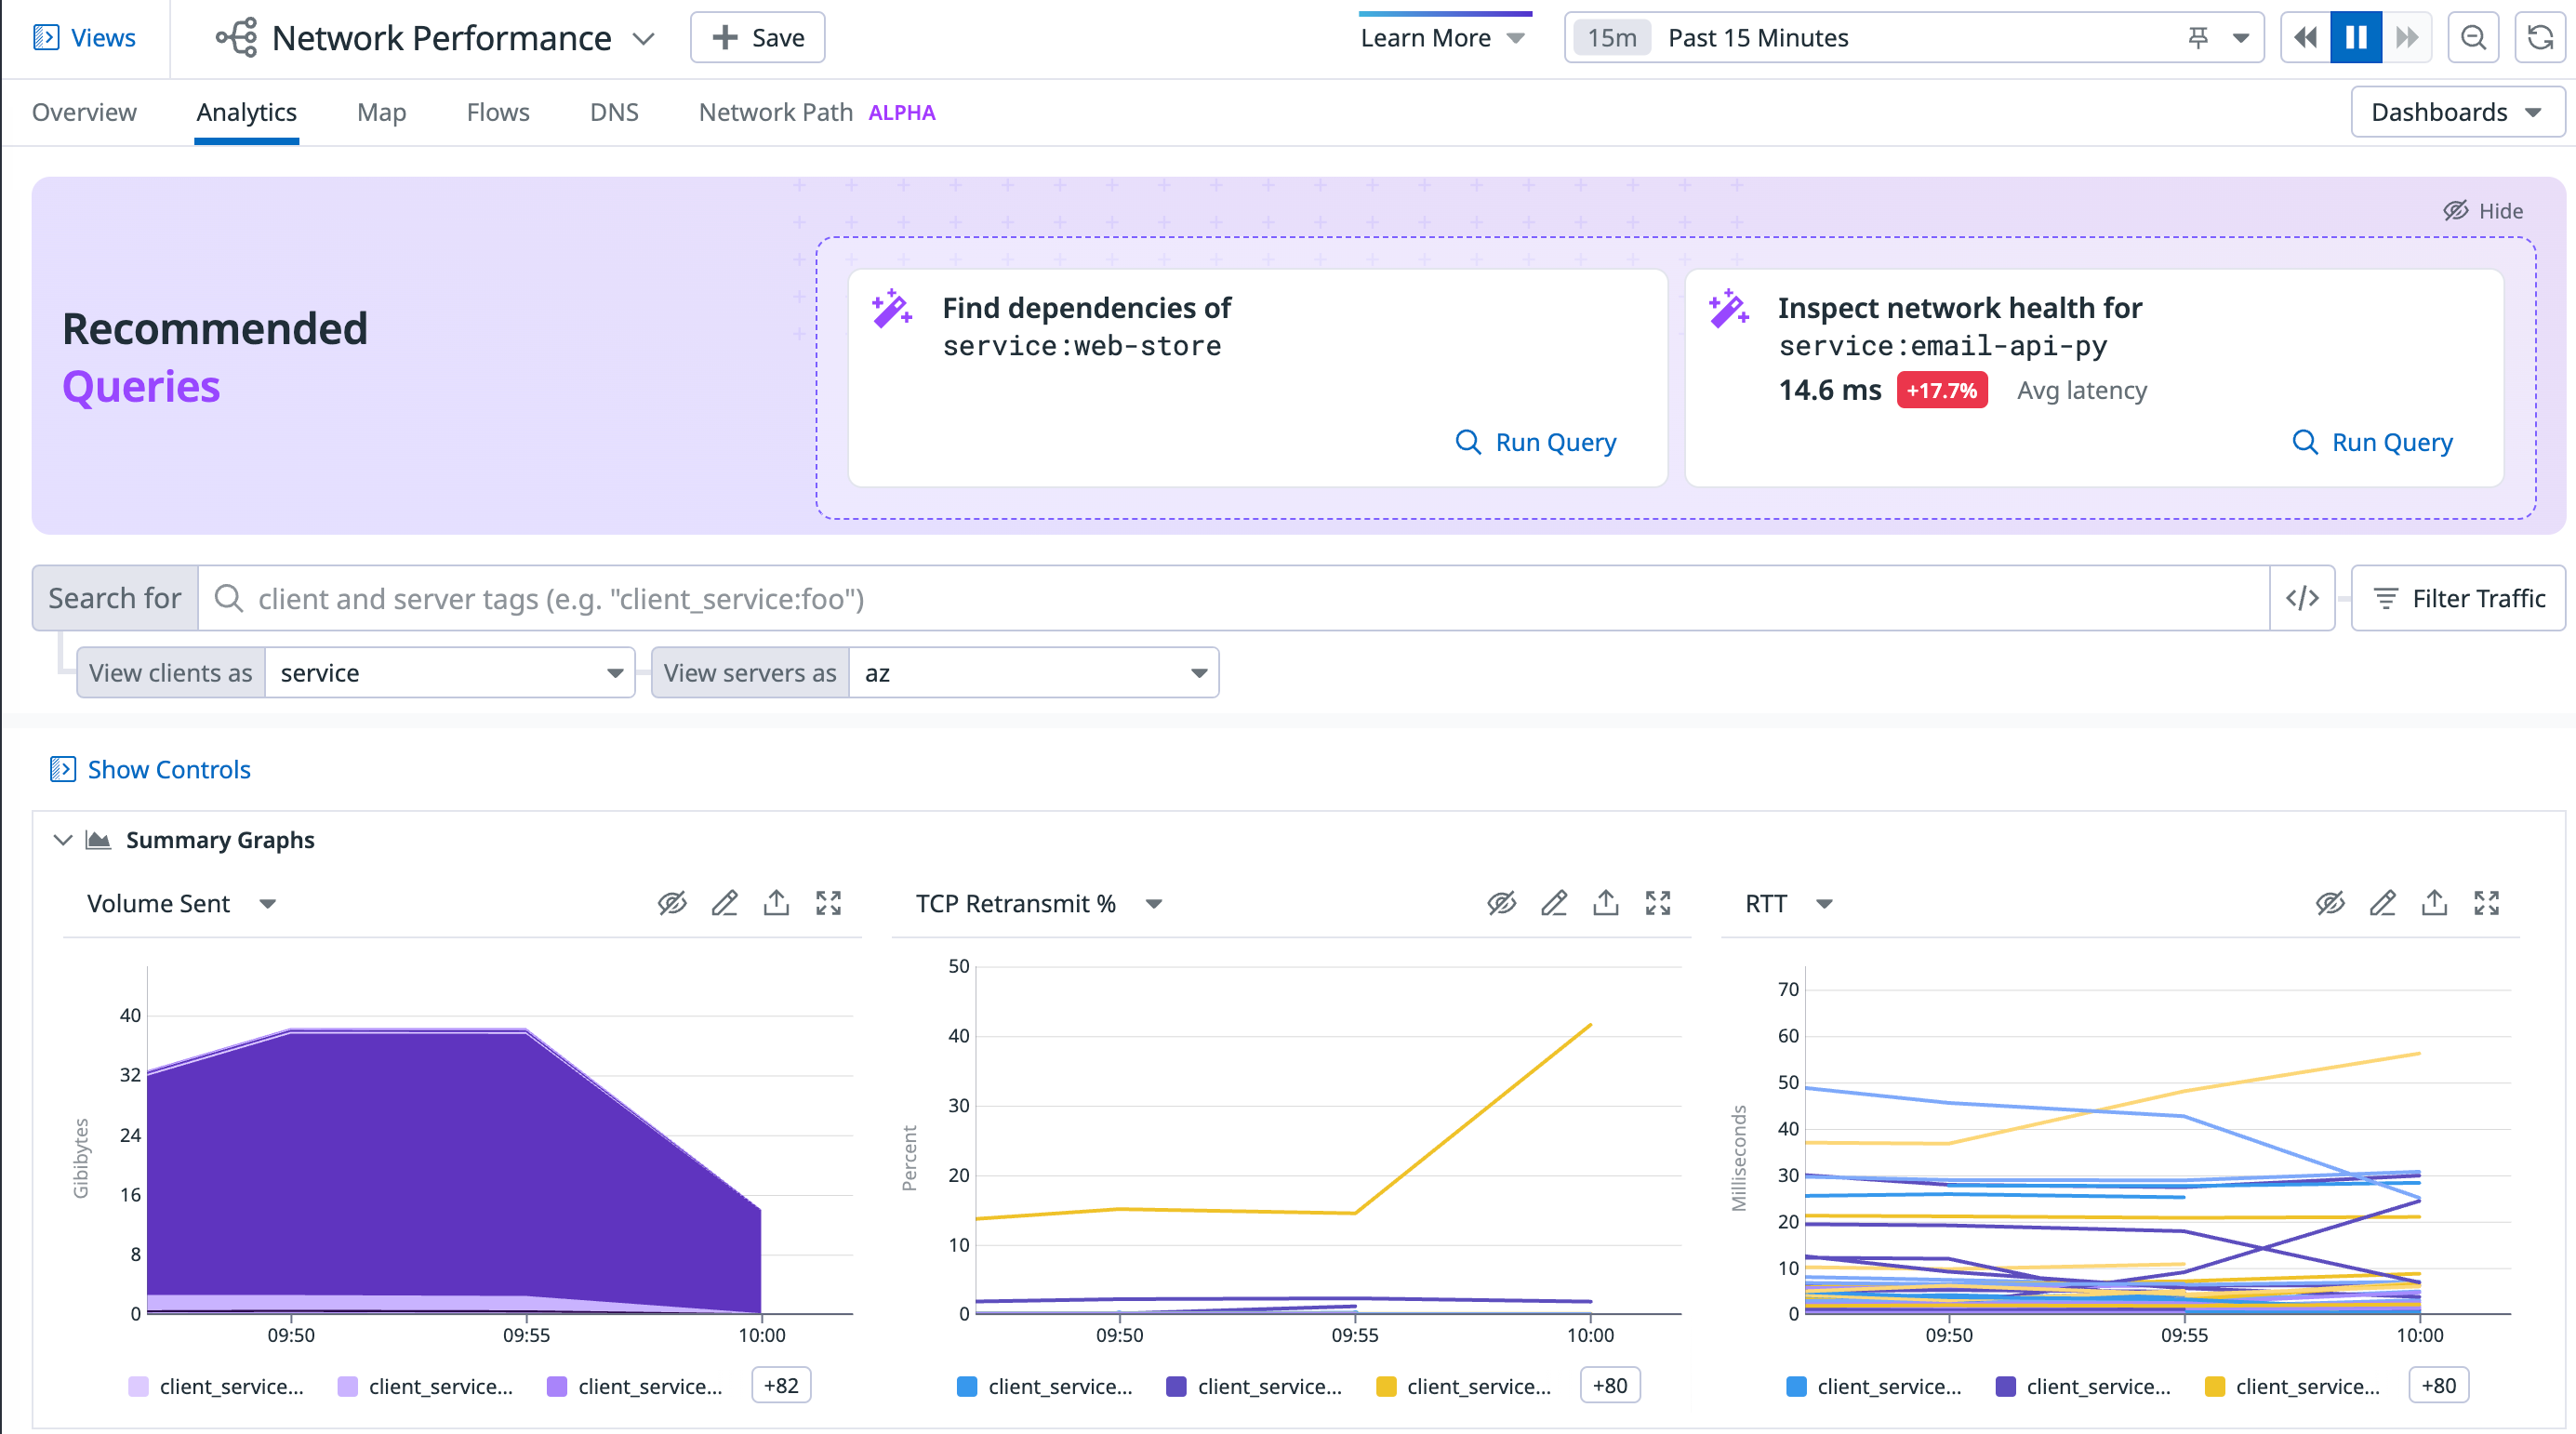 Views
Network Performance
Save
Learn More
15m Past 15 Minutes
Overview Analytics Map Flows DNS Network Path ALPHA
Dashboards
Hide
Recommended
Queries
Find dependencies of
service:web-store
Run Query
Inspect network health for
service:email-api-py
14.6 ms +17.7% Avg latency
Run Query
Search for client and server tags (e.g. "client_service:foo") </>
Filter Traffic
View clients as service
View servers as az
Show Controls
Summary Graphs
Volume Sent
Gibibytes
40
32
24
16
8
0
09:50 09:55 10:00
client_service... client_service... client_service... +82
TCP Retransmit %
Percent
50
40
30
20
10
0
09:50 09:55 10:00
client_service... client_service... client_service... +80
RTT
Milliseconds
70
60
50
40
30
20
10
0
09:50 09:55 10:00
client_service... client_service... client_service... +80